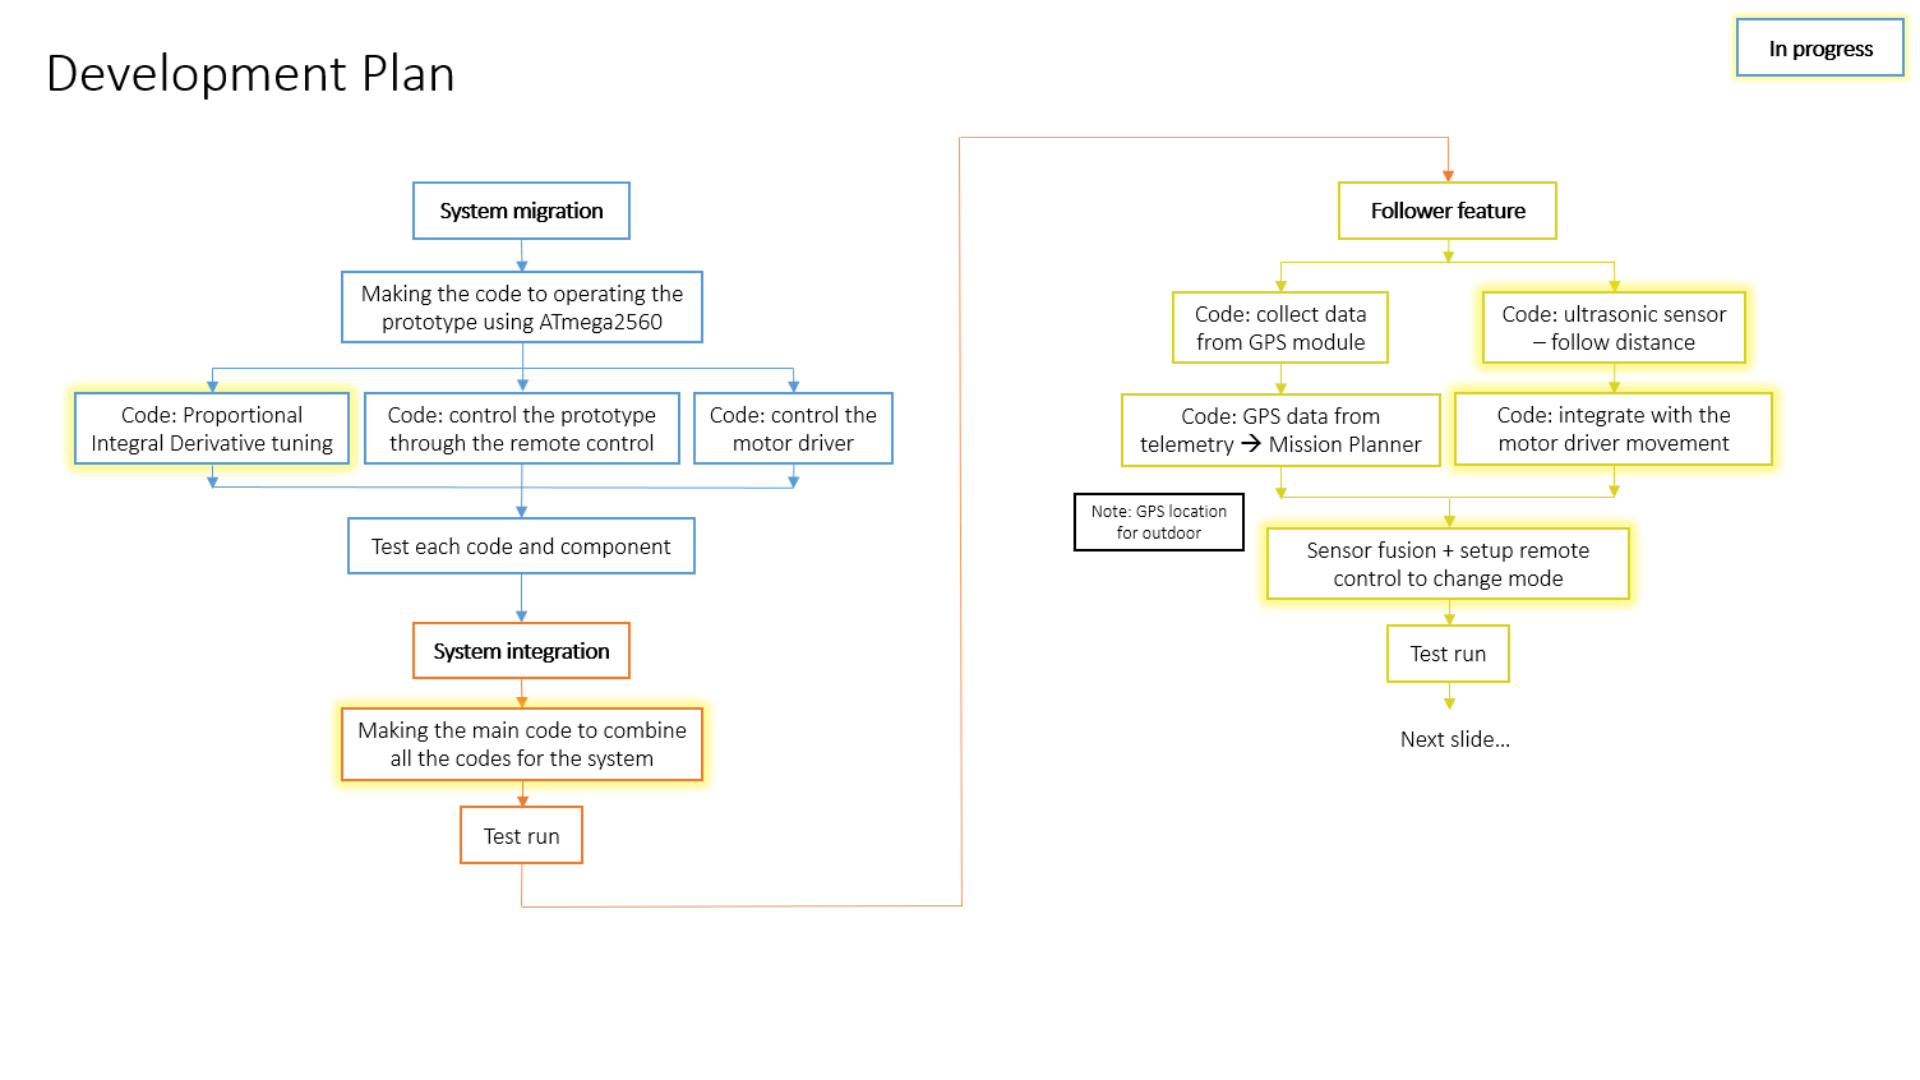 Development Plan
In progress
System migration
Making the code to operating the
prototype using ATmega2560
Code: Proportional
Integral Derivative tuning
Code: control the prototype
through the remote control
Code: control the
motor driver
Test each code and component
System integration
Making the main code to combine
all the codes for the system
Test run
Follower feature
Code: collect data
from GPS module
Code: ultrasonic sensor
– follow distance
Code: GPS data from
telemetry → Mission Planner
Code: integrate with the
motor driver movement
Note: GPS location
for outdoor
Sensor fusion + setup remote
control to change mode
Test run
Next slide...